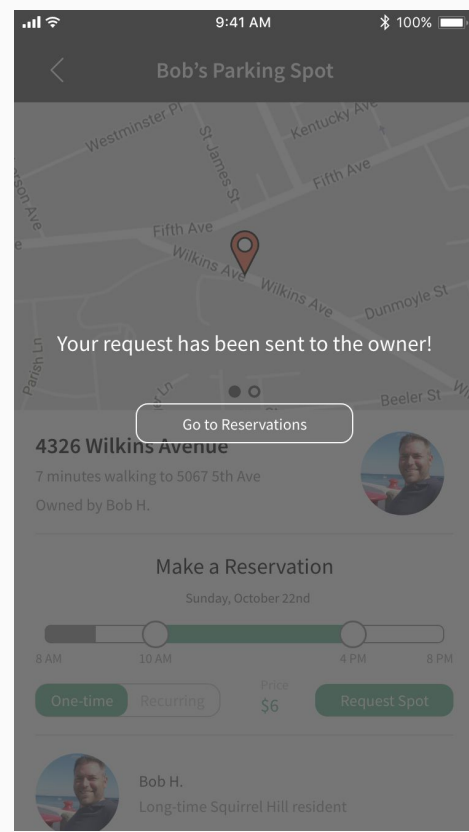 9:41 AM
100%
Bob's Parking Spot
Westminster Pl
St James St
Kentucky Ave
Fifth Ave
Fifth Ave
Wilkins Ave
Wilkins Ave
Dunmoyle St
Parish Ln
Your request has been sent to the owner!
Beeler St
Go to Reservations
4326 Wilkins Avenue
7 minutes walking to 5067 5th Ave
Owned by Bob H.
Make a Reservation
Sunday, October 22nd
8 AM 10 AM 4 PM 8 PM
One-time Recurring Price $6 Request Spot
Bob H.
Long-time Squirrel Hill resident